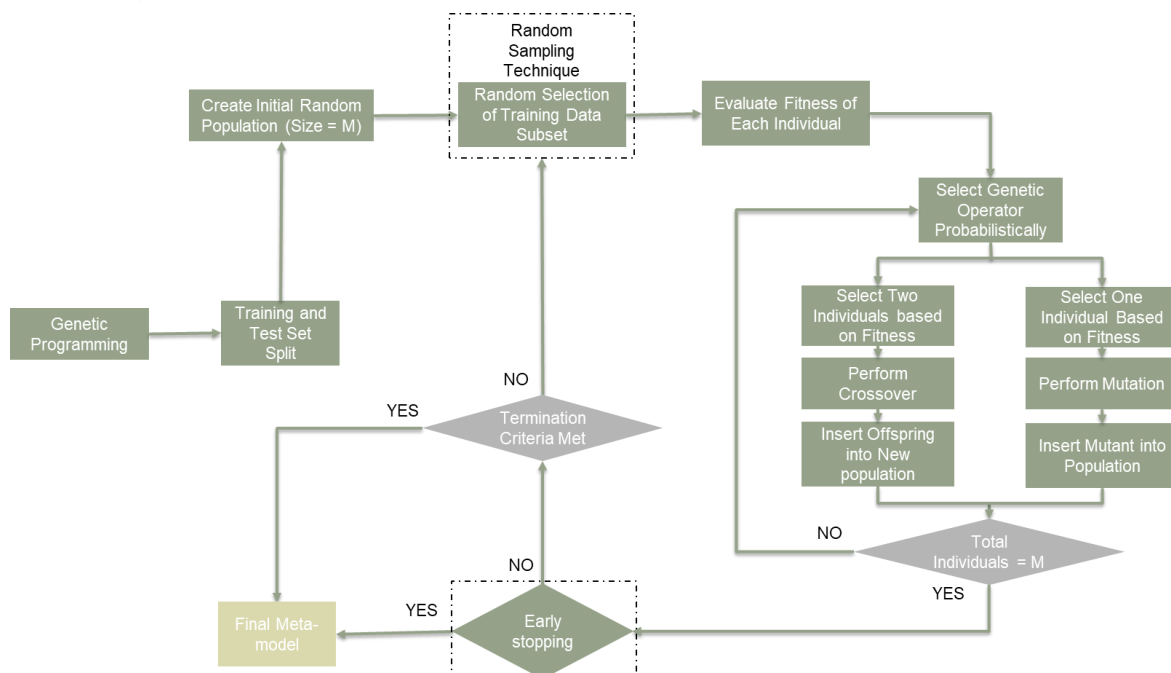 Random
Sampling
Technique
Create Initial Random
Population (Size = M)
Random Selection
of Training Data
Subset
Evaluate Fitness of
Each Individual
Select Genetic
Operator
Probabilistically
Genetic
Programming
Training and
Test Set
Split
Select Two
Individuals based
on Fitness
Select One
Individual Based
on Fitness
Perform
Crossover
Perform Mutation
Insert Offspring
into New
population
Insert Mutant into
Population
NO
YES
Termination
Criteria Met
NO
Total
Individuals = M
YES
NO
YES
Early
stopping
Final Meta-
model